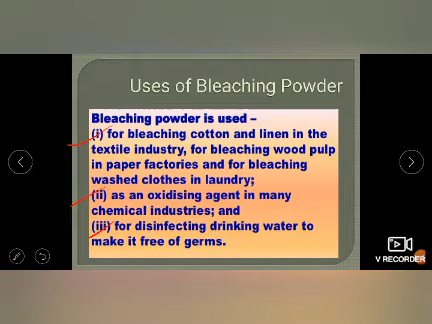 Uses of Bleaching Powder
Bleaching powder is used –
(i) for bleaching cotton and linen in the
textile industry, for bleaching wood pulp
in paper factories and for bleaching
washed clothes in laundry;
(ii) as an oxidising agent in many
chemical industries; and
(iii) for disinfecting drinking water to
make it free of germs.
V RECORDER